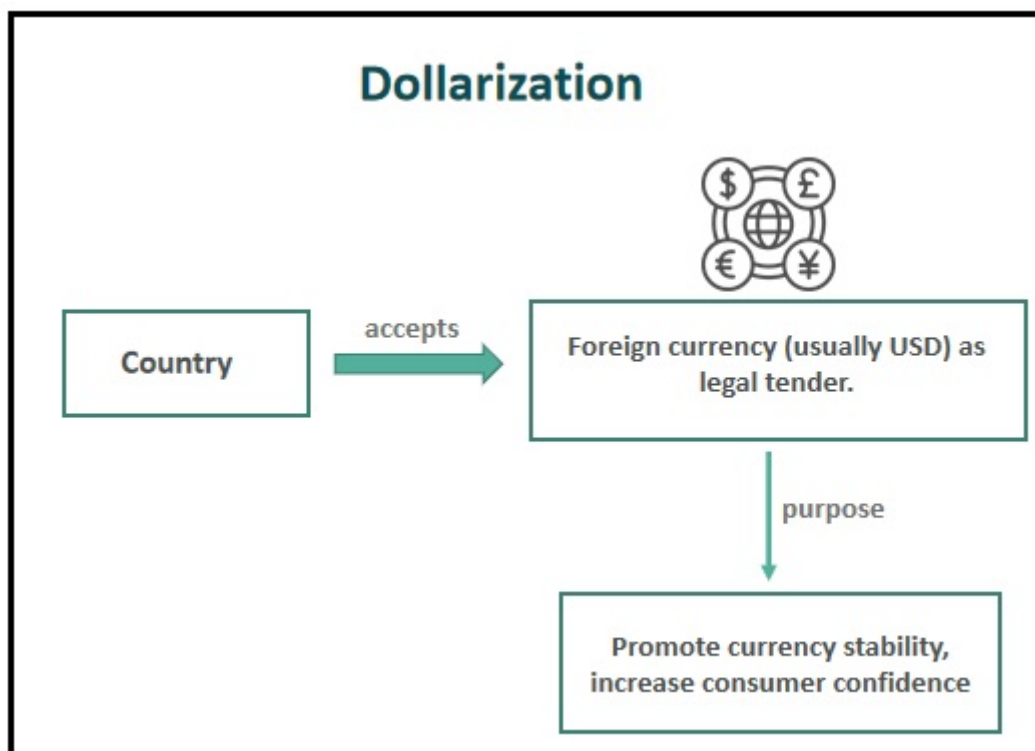 Dollarization
$ £
€ ¥
accepts
Country
Foreign currency (usually USD) as
legal tender.
purpose
Promote currency stability,
increase consumer confidence